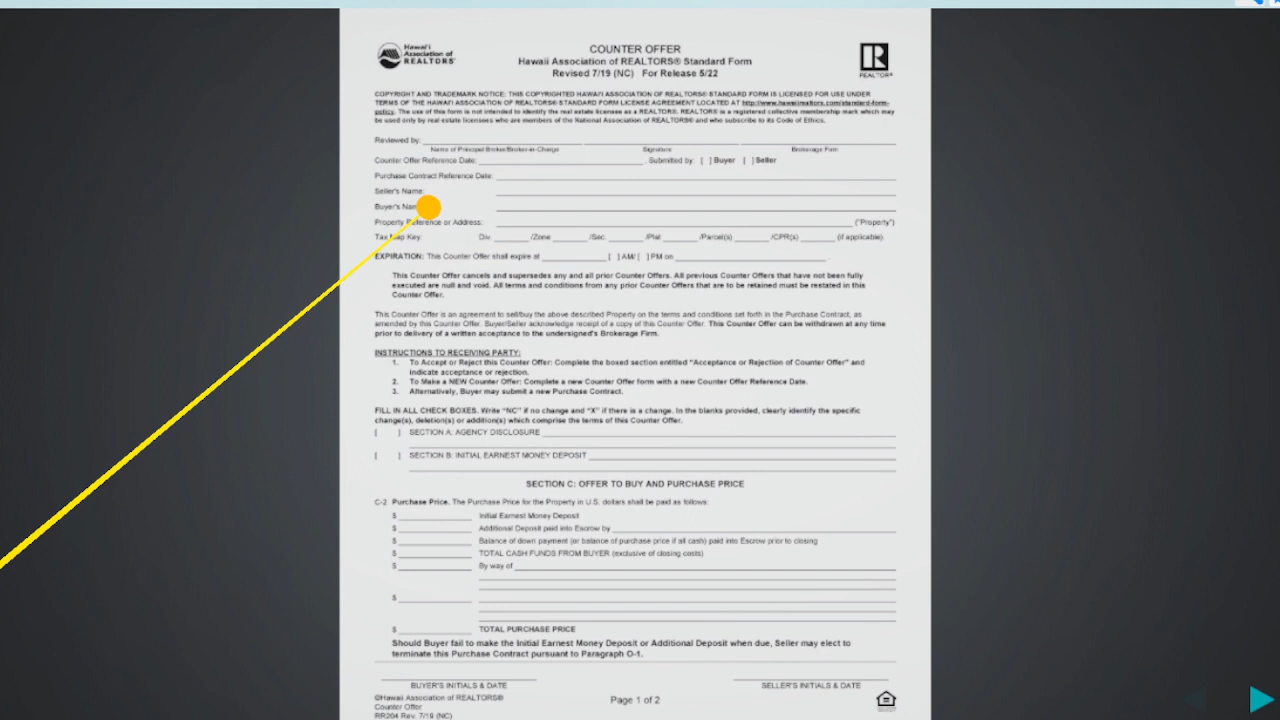 Hawai'i
Association of
REALTORS®
COUNTER OFFER
Hawaii Association of REALTORS® Standard Form
Revised 7/19 (NC) For Release 5/22
REALTOR®
COPYRIGHT AND TRADEMARK NOTICE: THIS COPYRIGHTED HAWAI'I ASSOCIATION OF REALTORS® STANDARD FORM IS LICENSED FOR USE UNDER
TERMS OF THE HAWAI'I ASSOCIATION OF REALTORS® STANDARD FORM LICENSE AGREEMENT LOCATED AT http://www.hawaiirealtors.com/standard-form-
policy. The use of this form is not intended to identify the real estate licensee as a REALTOR®. REALTOR® is a registered collective membership mark which may
be used only by real estate licensees who are members of the National Association of REALTORS® and who subscribe to its Code of Ethics.
Reviewed by:
Name of Principal Broker/Broker-in-Charge Signature Brokerage Firm
Counter Offer Reference Date: , Submitted by: [ ] Buyer [ ] Seller
Purchase Contract Reference Date:
Seller's Name:
Buyer's
Property Reference or Address: ("Property")
Tax Map Key: Div. /Zone /Sec. /Plat /Parcel(s) /CPR(s) (if applicable).
EXPIRATION: This Counter Offer shall expire at [ ] AM/ [ ] PM on .
This Counter Offer cancels and supersedes any and all prior Counter Offers. All previous Counter Offers that have not been fully
executed are null and void. All terms and conditions from any prior Counter Offers that are to be retained must be restated in this
Counter Offer.
This Counter Offer is an agreement to sell/buy the above described Property on the terms and conditions set forth in the Purchase Contract, as
amended by this Counter Offer. Buyer/Seller acknowledge receipt of a copy of this Counter Offer. This Counter Offer can be withdrawn at any time
prior to delivery of a written acceptance to the undersigned's Brokerage Firm.
INSTRUCTIONS TO RECEIVING PARTY:
1. To Accept or Reject this Counter Offer: Complete the boxed section entitled "Acceptance or Rejection of Counter Offer" and
indicate acceptance or rejection.
2. To Make a NEW Counter Offer: Complete a new Counter Offer form with a new Counter Offer Reference Date.
3. Alternatively, Buyer may submit a new Purchase Contract.
FILL IN ALL CHECK BOXES. Write "NC" if no change and "X" if there is a change. In the blanks provided, clearly identify the specific
change(s), deletion(s) or addition(s) which comprise the terms of this Counter Offer.
[ ] SECTION A: AGENCY DISCLOSURE
[ ] SECTION B: INITIAL EARNEST MONEY DEPOSIT
SECTION C: OFFER TO BUY AND PURCHASE PRICE
C-2 Purchase Price. The Purchase Price for the Property in U.S. dollars shall be paid as follows:
$ Initial Earnest Money Deposit
$ Additional Deposit paid into Escrow by
$ Balance of down payment (or balance of purchase price if all cash) paid into Escrow prior to closing
$ TOTAL CASH FUNDS FROM BUYER (exclusive of closing costs)
$ By way of
$
$ TOTAL PURCHASE PRICE
Should Buyer fail to make the Initial Earnest Money Deposit or Additional Deposit when due, Seller may elect to
terminate this Purchase Contract pursuant to Paragraph O-1.
BUYER'S INITIALS & DATE SELLER'S INITIALS & DATE
©Hawaii Association of REALTORS®
Counter Offer
RR204 Rev. 7/19 (NC)
Page 1 of 2